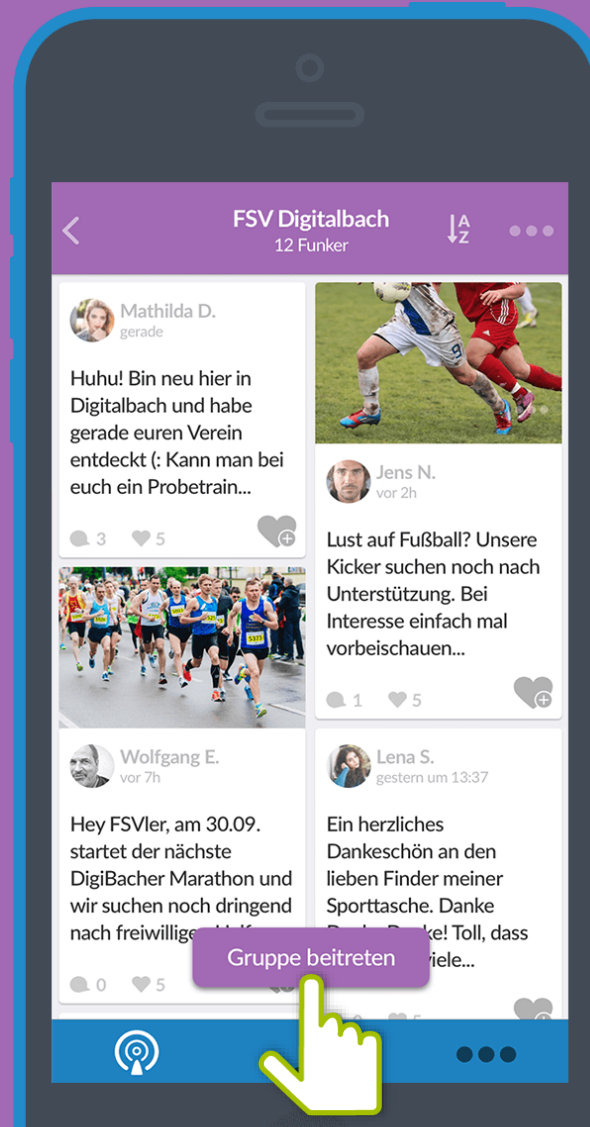 FSV Digitalbach
12 Funker
A
Z
Mathilda D.
gerade
Huhu! Bin neu hier in
Digitalbach und habe
gerade euren Verein
entdeckt (: Kann man bei
euch ein Probetrain...
3
5
Jens N.
vor 2h
Lust auf Fußball? Unsere
Kicker suchen noch nach
Unterstützung. Bei
Interesse einfach mal
vorbeischauen...
1
5
Wolfgang E.
vor 7h
Hey FSVler, am 30.09.
startet der nächste
DigiBacher Marathon und
wir suchen noch dringend
nach
0
5
Lena S.
gestern um 13:37
Ein herzliches
Dankeschön an den
lieben Finder meiner
Sporttasche. Danke
Toll, dass
Gruppe beitreten